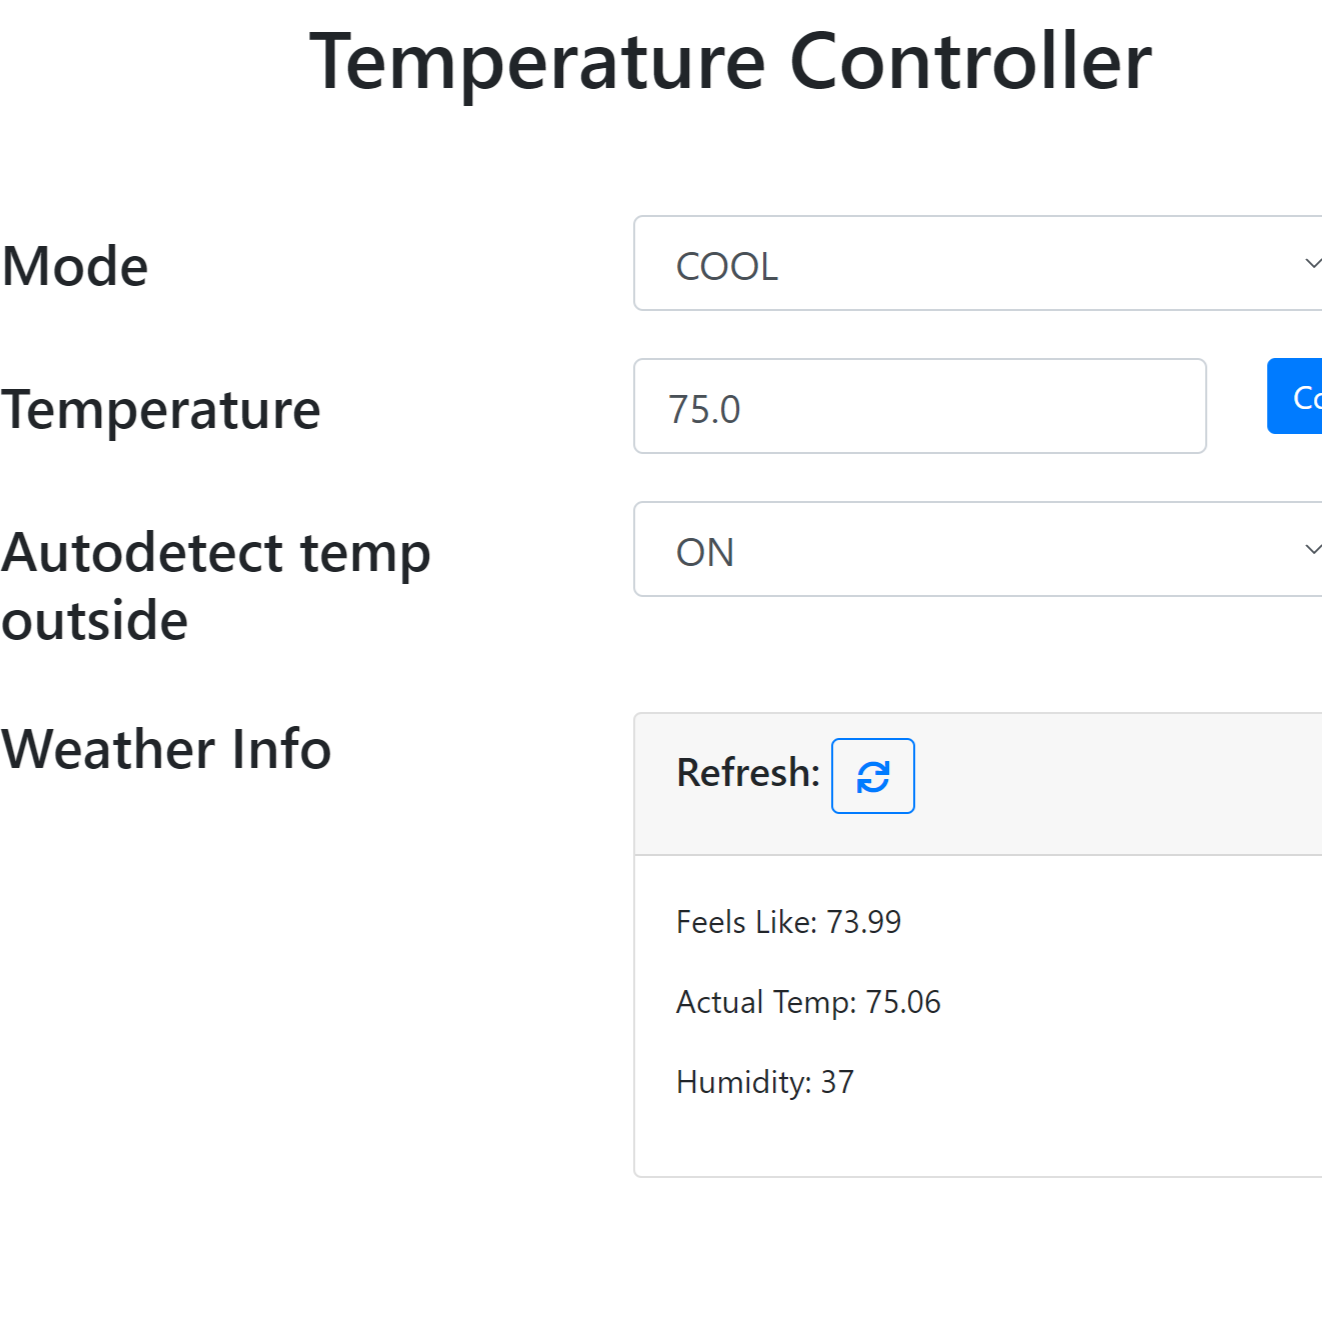 Temperature Controller
Mode
COOL
Temperature
75.0
Autodetect temp
outside
ON
Weather Info
Refresh:
Feels Like: 73.99
Actual Temp: 75.06
Humidity: 37